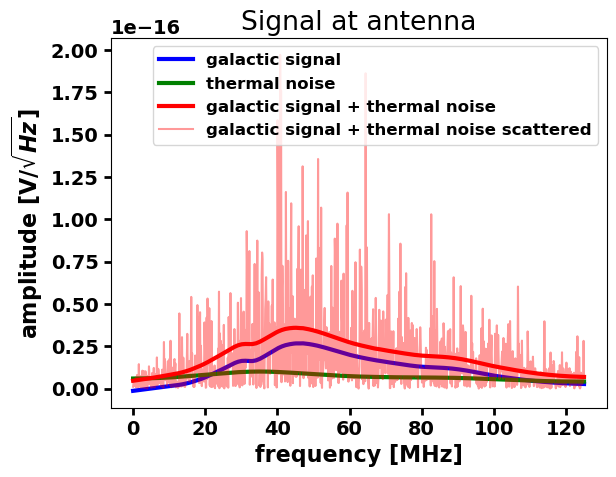 Signal at antenna
1e−16
2.00
1.75
1.50
1.25
1.00
0.75
0.50
0.25
0.00
amplitude [V/√Hz]
galactic signal
thermal noise
galactic signal + thermal noise
galactic signal + thermal noise scattered
0 20 40 60 80 100 120
frequency [MHz]